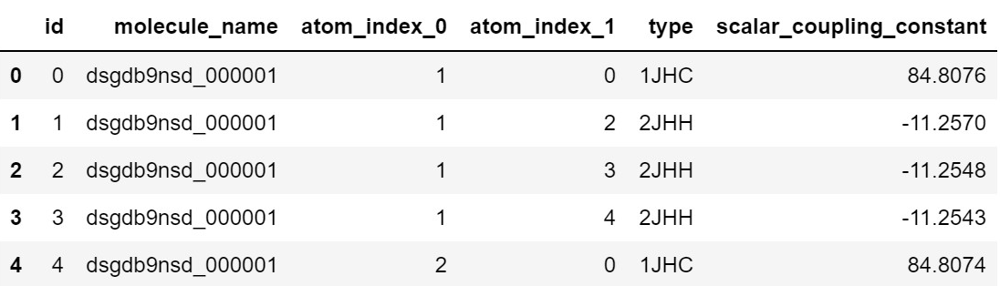 id molecule_name atom_index_0 atom_index_1 type scalar_coupling_constant
0 0 dsgdb9nsd_000001 1 0 1JHC 84.8076
1 1 dsgdb9nsd_000001 1 2 2JHH -11.2570
2 2 dsgdb9nsd_000001 1 3 2JHH -11.2548
3 3 dsgdb9nsd_000001 1 4 2JHH -11.2543
4 4 dsgdb9nsd_000001 2 0 1JHC 84.8074